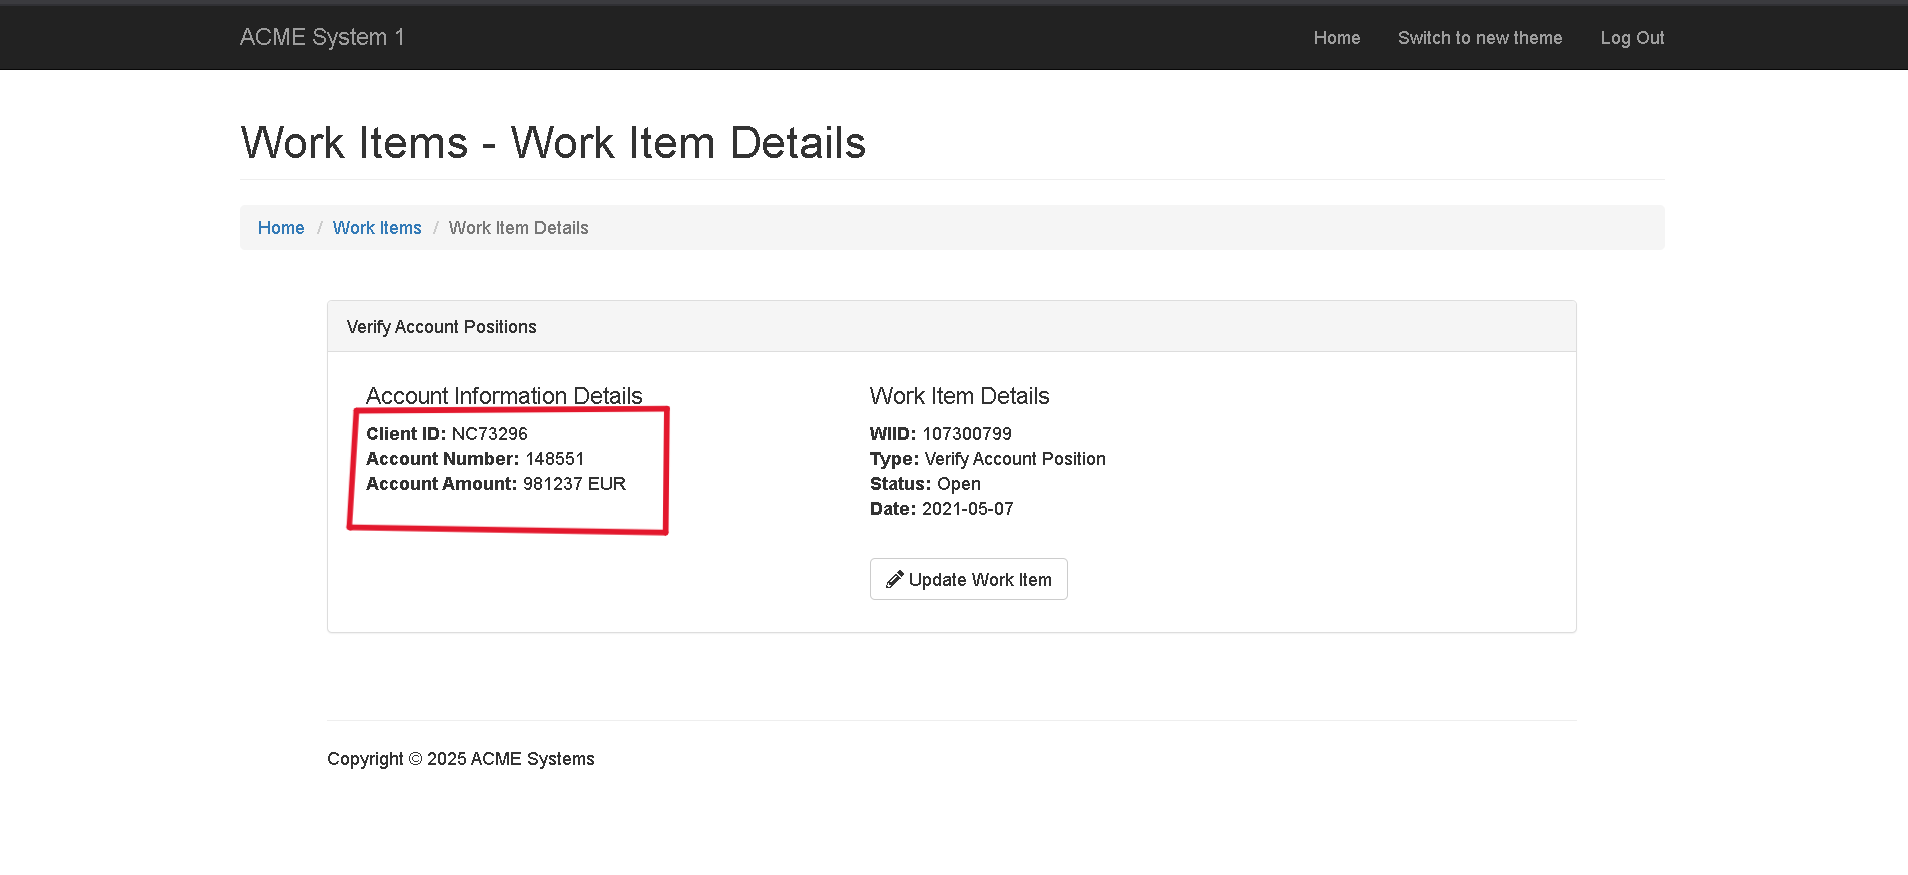 ACME System 1
Home
Switch to new theme
Log Out
Work Items - Work Item Details
Home / Work Items / Work Item Details
Verify Account Positions
Account Information Details
Client ID: NC73296
Account Number: 148551
Account Amount: 981237 EUR
Work Item Details
WIID: 107300799
Type: Verify Account Position
Status: Open
Date: 2021-05-07
Update Work Item
Copyright © 2025 ACME Systems